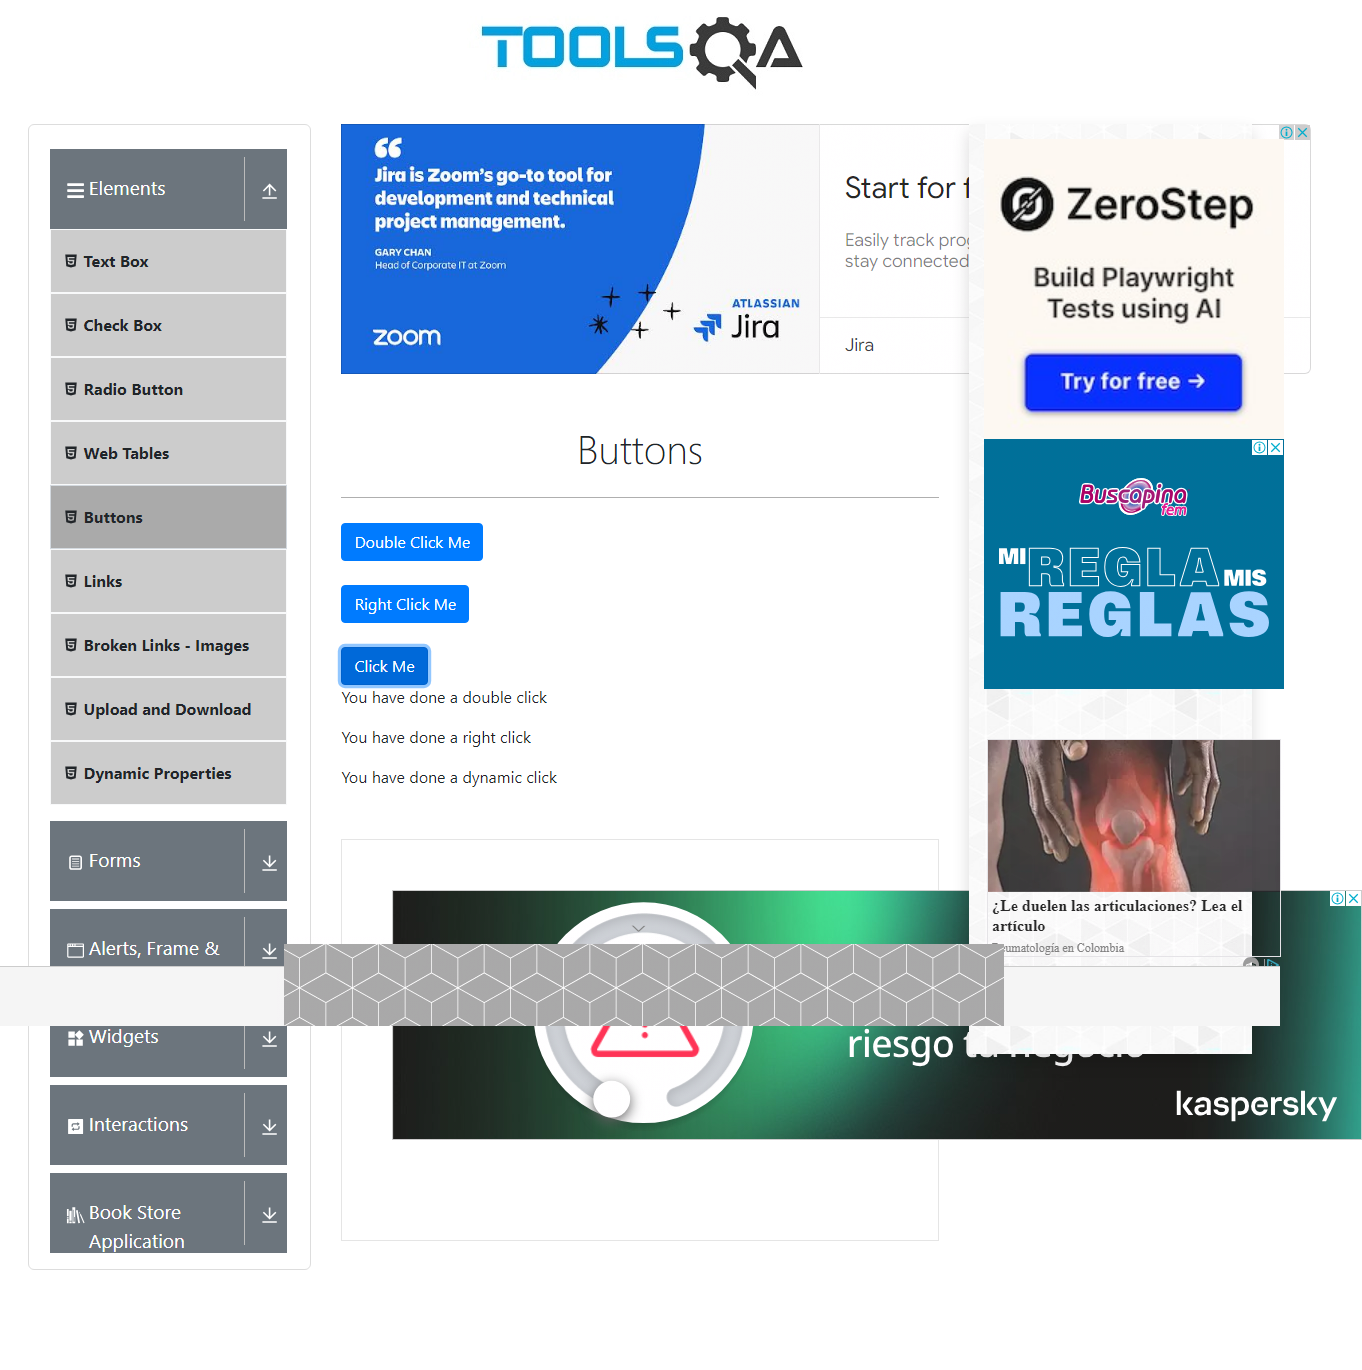 TOOLSQA
Elements
Text Box
Check Box
Radio Button
Web Tables
Buttons
Links
Broken Links - Images
Upload and Download
Dynamic Properties
Forms
Alerts, Frame &
Widgets
Interactions
Book Store
Application
Jira is Zoom's go-to tool for
development and technical
project management.
GARY CHAN
Head of Corporate IT at Zoom
zoom
ATLASSIAN
Jira
Start for f
Easily track
stay connected
Jira
Buttons
Double Click Me
Right Click Me
Click Me
You have done a double click
You have done a right click
You have done a dynamic click
ZeroStep
Build Playwright
Tests using AI
Try for free →
Buscapina
fem
MI REGLA MIS
REGLAS
¿Le duelen las articulaciones? Lea el
artículo
Reumatología en Colombia
riesgo tu negocio
kaspersky